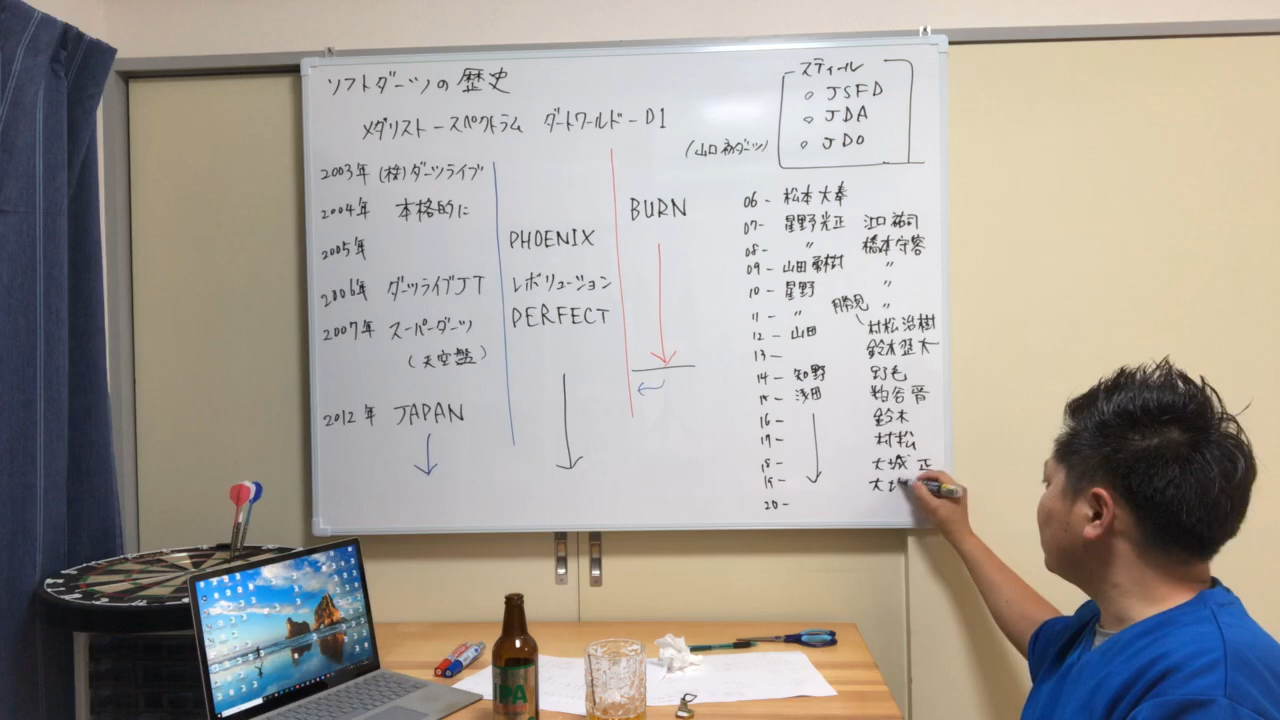 ソフトダーツの歴史
メダリスト-スペクトラム ダートワールド-D1
スティール
○ JSFD
○ JDA
○ JDO
2003年 (株)ダーツライブ
2004年 本格的に
2005年
2006年 ダーツライブJT
2007年 スーパーダーツ
(天空盤)
2012年 JAPAN
PHOENIX
レボリューション
PERFECT
BURN
06- 松本大奉
07- 星野光正 江口祐司
08- 〃 橋本守容
09- 山田勇樹 〃
10- 星野 〃
11- 〃 勝見 〃
12- 山田 村松治樹
13- 鈴木
14- 知野 野毛
15- 浅田 粕谷晋
16- 鈴木
17- 村松
18- 大城 正
19- 大城
20-
IPA